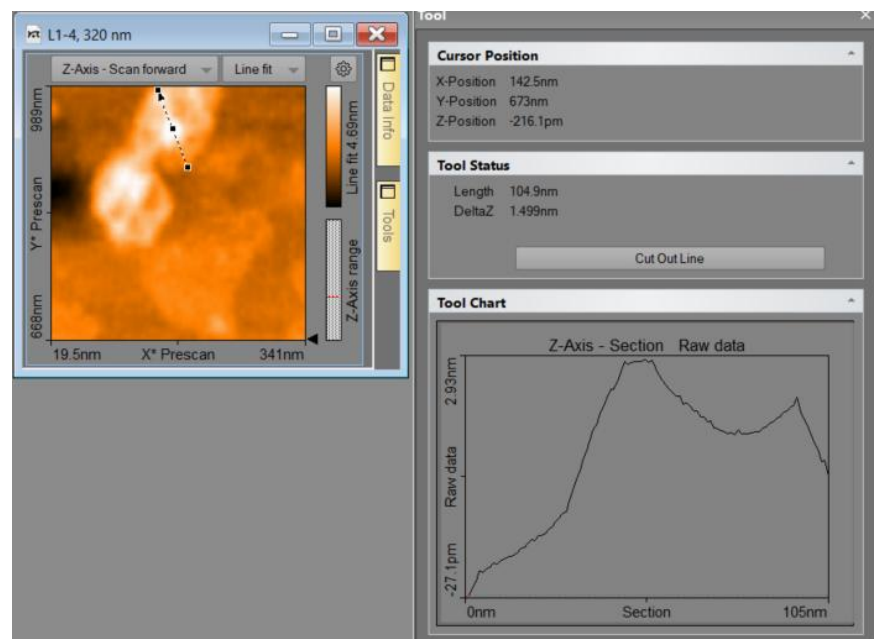 L1-4, 320 nm
Z-Axis - Scan forward
Line fit
989nm
Y* Prescan
668nm
19.5nm
X* Prescan
341nm
Line fit 4.69nm
Z-Axis range
Data Info
Tools
Tool
Cursor Position
X-Position 142.5nm
Y-Position 673nm
Z-Position -216.1pm
Tool Status
Length 104.9nm
DeltaZ 1.499nm
Cut Out Line
Tool Chart
Z-Axis - Section Raw data
2.93nm
Raw data
-27.1pm
0nm
Section
105nm